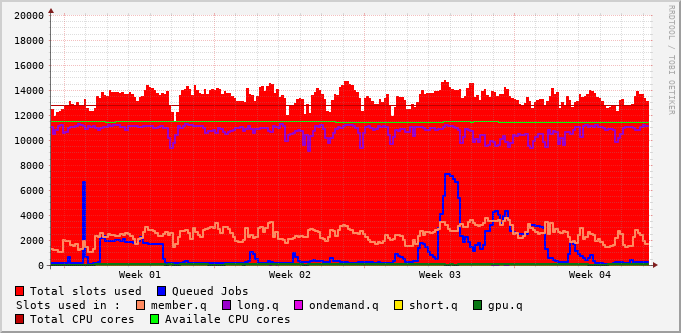 20000
18000
16000
14000
12000
10000
8000
6000
4000
2000
0
Week 01 Week 02 Week 03 Week 04
RRDTOOL / TOBI OETIKER
Total slots used Queued Jobs
Slots used in : member.q long.q ondemand.q short.q gpu.q
Total CPU cores Availale CPU cores